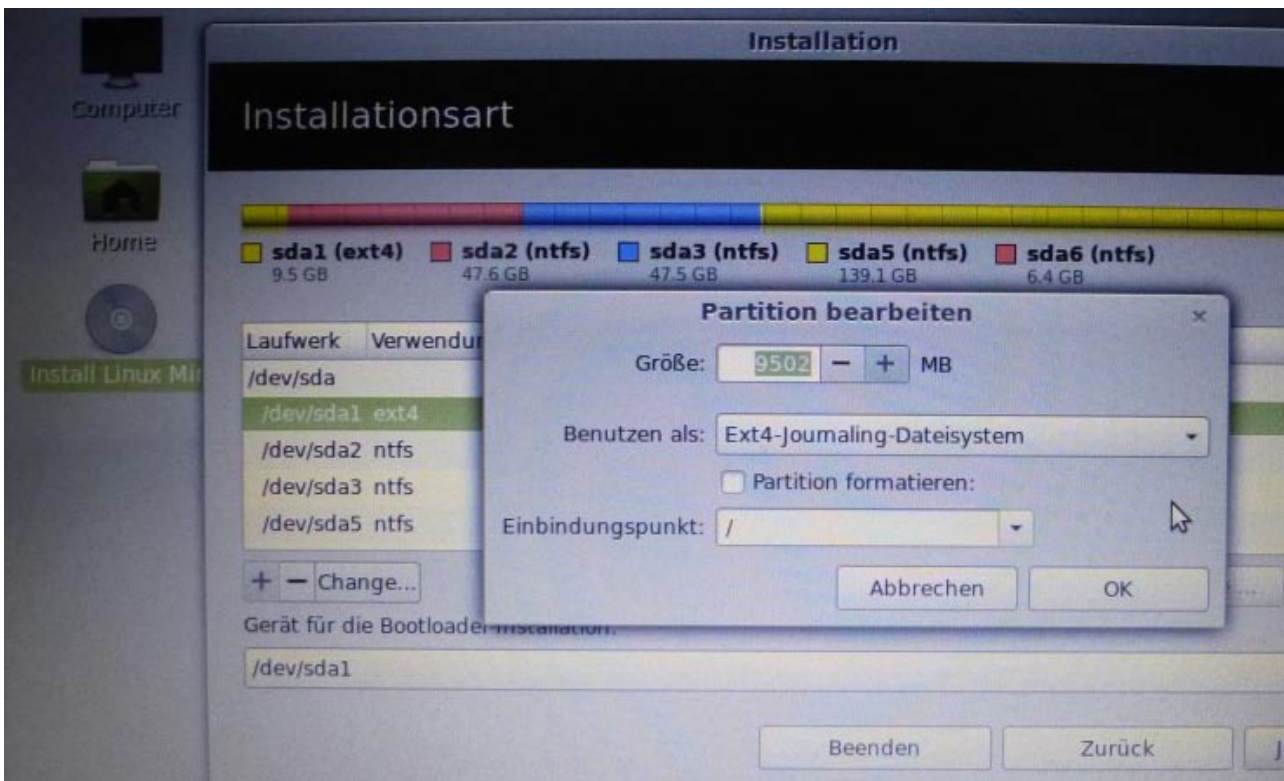 Installation
Computer
Installationsart
Home
sda1 (ext4) sda2 (ntfs) sda3 (ntfs) sda5 (ntfs) sda6 (ntfs)
9.5 GB 47.6 GB 47.5 GB 139.1 GB 6.4 GB
Partition bearbeiten
Laufwerk Verwendu
Größe: 9502 − + MB
Install Linux Mi
/dev/sda
/dev/sda1 ext4
Benutzen als: Ext4-Journaling-Dateisystem
/dev/sda2 ntfs
Partition formatieren:
/dev/sda3 ntfs
/dev/sda5 ntfs
Einbindungspunkt: /
+ − Change...
Abbrechen OK
Gerät für die Bootloader-Installation:
/dev/sda1
Beenden Zurück J